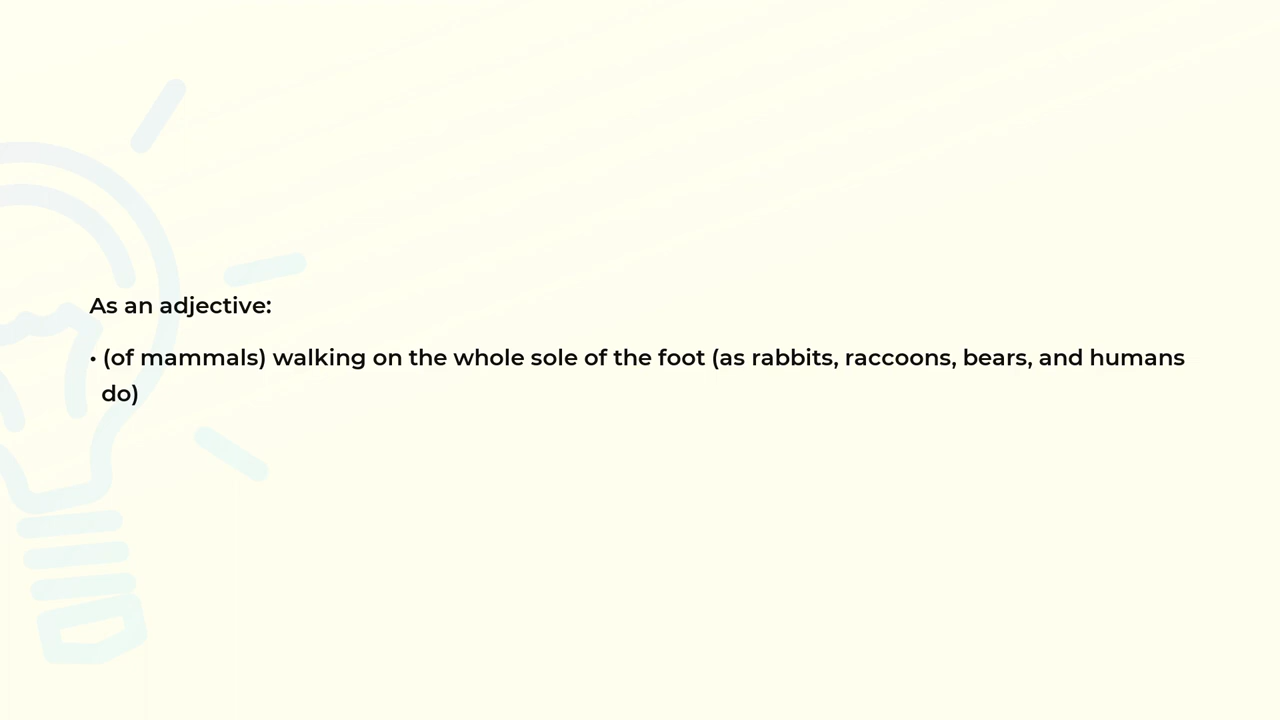 As an adjective:
• (of mammals) walking on the whole sole of the foot (as rabbits, raccoons, bears, and humans
do)